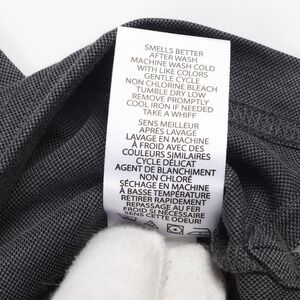 SMELLS BETTER
AFTER WASH
MACHINE WASH COLD
WITH LIKE COLORS
GENTLE CYCLE
NON CHLORINE BLEACH
TUMBLE DRY LOW
REMOVE PROMPTLY
COOL IRON IF NEEDED
TAKE A WHIFF
SENS MEILLEUR
APRÈS LAVAGE
LAVAGE EN MACHINE
À FROID AVEC DES
COULEURS SIMILAIRES
CYCLE DÉLICAT
AGENT DE BLANCHIMENT
NON CHLORÉ
SÉCHAGE EN MACHINE
À BASSE TEMPÉRATURE
RETIRER RAPIDEMENT
REPASSAGE AU FER
FROID SI NÉCESSAIRE
SENS CETTE ODEUR!